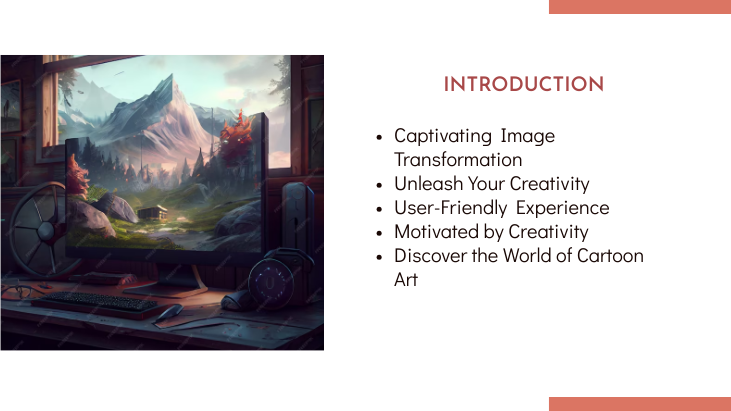 INTRODUCTION
• Captivating Image
Transformation
• Unleash Your Creativity
• User-Friendly Experience
• Motivated by Creativity
• Discover the World of Cartoon
Art